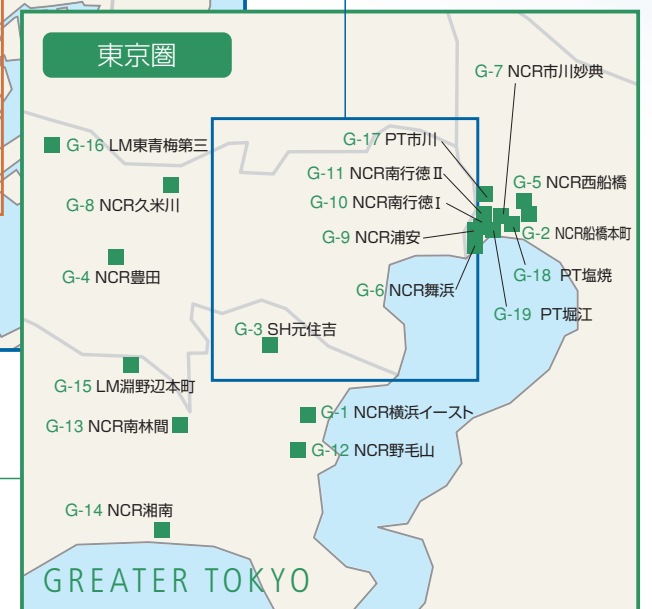 東京圏
G-7 NCR市川妙典
G-17 PT市川
G-16 LM東青梅第三
G-11 NCR南行徳Ⅱ
G-5 NCR西船橋
G-8 NCR久米川
G-10 NCR南行徳Ⅰ
G-9 NCR浦安
G-2 NCR船橋本町
G-4 NCR豊田
G-18 PT塩焼
G-6 NCR舞浜
G-19 PT堀江
G-3 SH元住吉
G-15 LM淵野辺本町
G-1 NCR横浜イースト
G-13 NCR南林間
G-12 NCR野毛山
G-14 NCR湘南
GREATER TOKYO